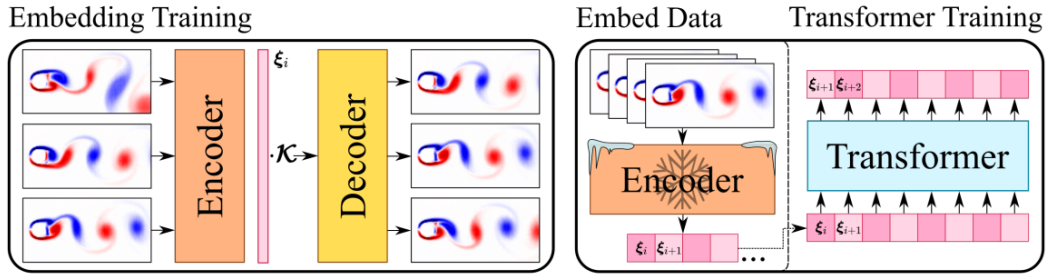 Embedding Training
Encoder
ξᵢ
·𝓚
Decoder
Embed Data
Encoder
ξᵢ ξᵢ₊₁
...
Transformer Training
ξᵢ₊₁ ξᵢ₊₂
Transformer
ξᵢ ξᵢ₊₁